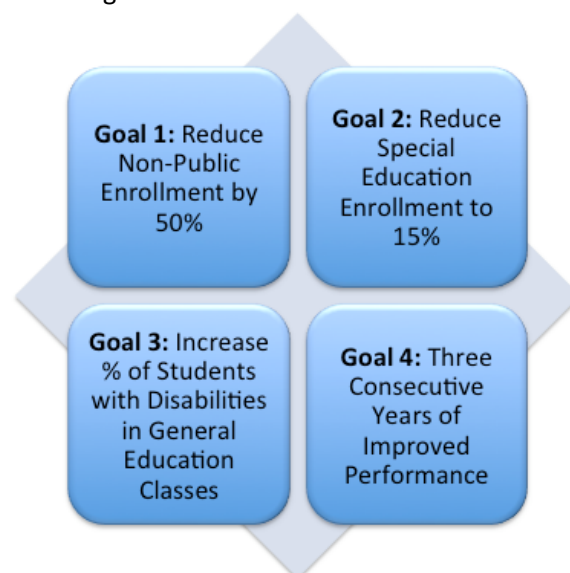 Goal 1: Reduce
Non-Public
Enrollment by
50%
Goal 2: Reduce
Special
Education
Enrollment to
15%
Goal 3: Increase
% of Students
with Disabilities
in General
Education
Classes
Goal 4: Three
Consecutive
Years of
Improved
Performance